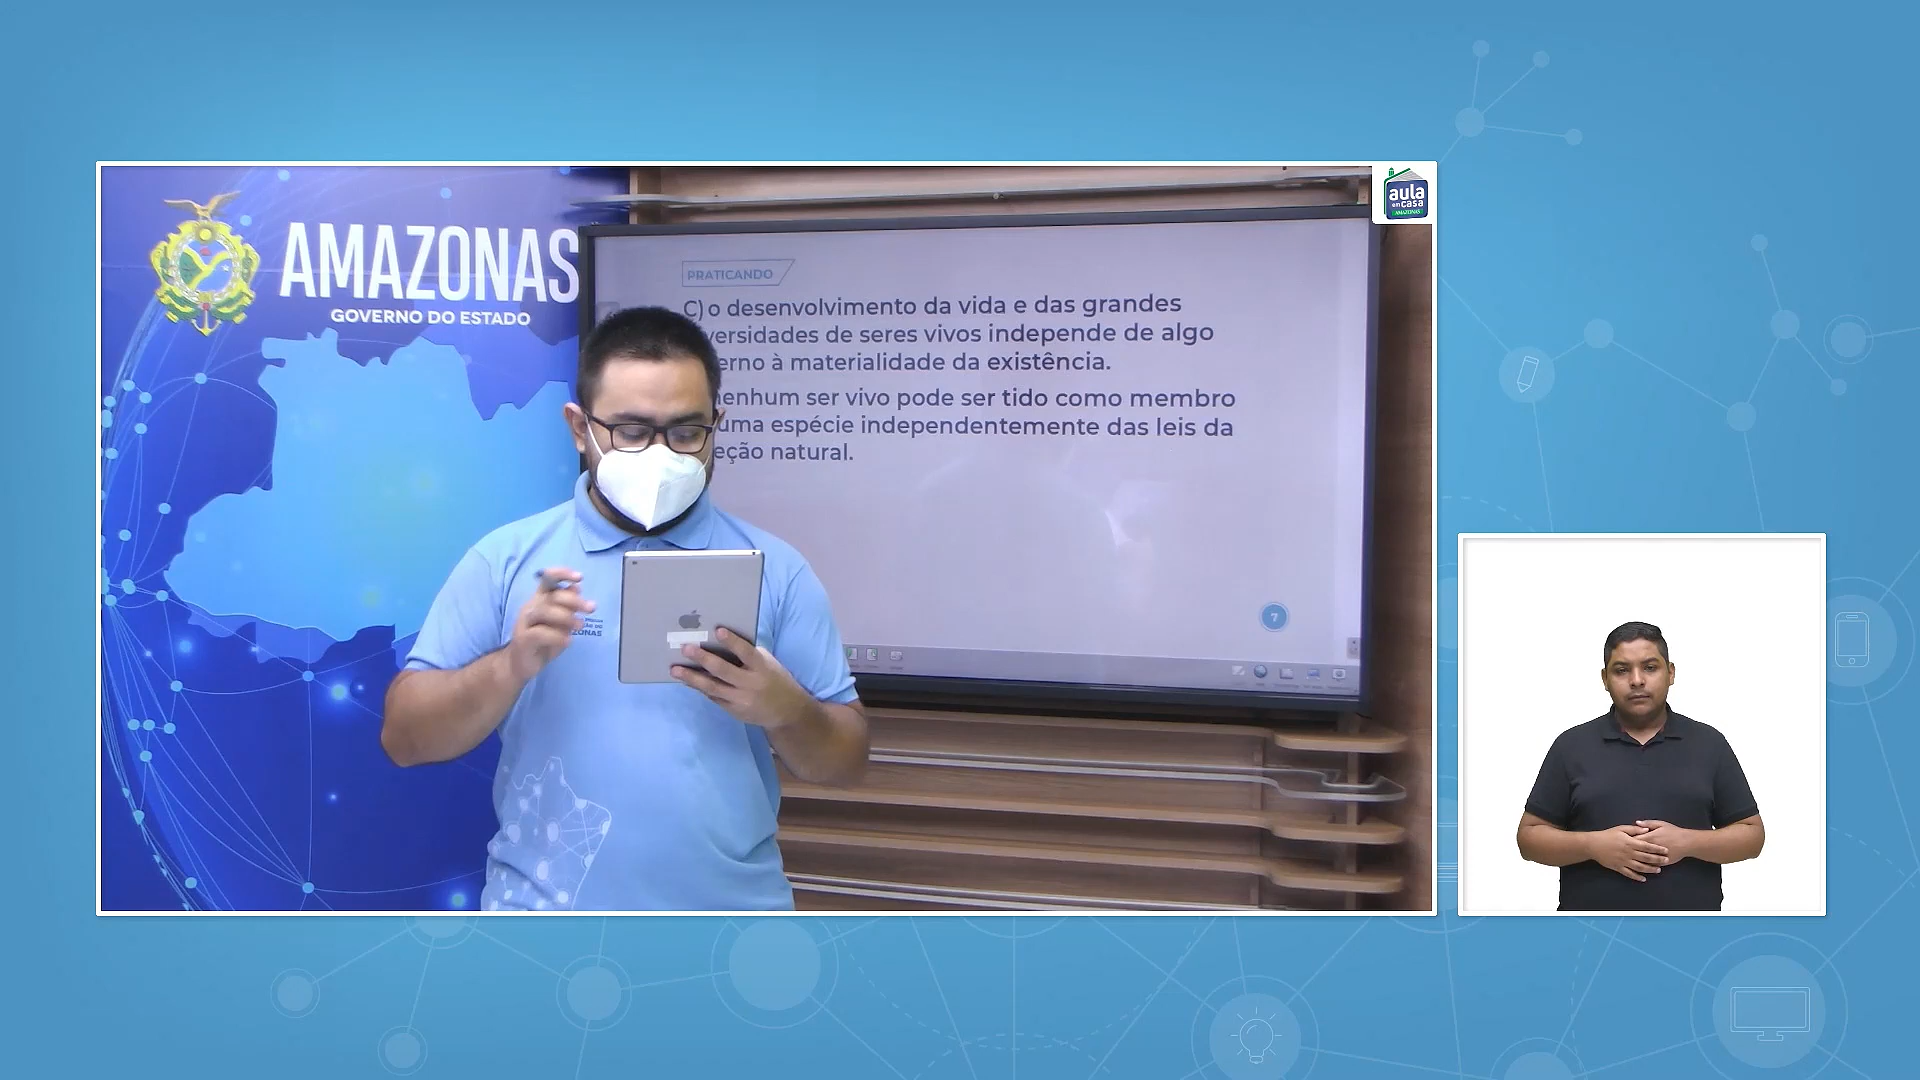 AMAZONAS
GOVERNO DO ESTADO
aula
em casa
AMAZONAS
PRATICANDO
C) o desenvolvimento da vida e das grandes
versidades de seres vivos independe de algo
erno à materialidade da existência.
nenhum ser vivo pode ser tido como membro
uma espécie independentemente das leis da
eção natural.
7
ZONAS